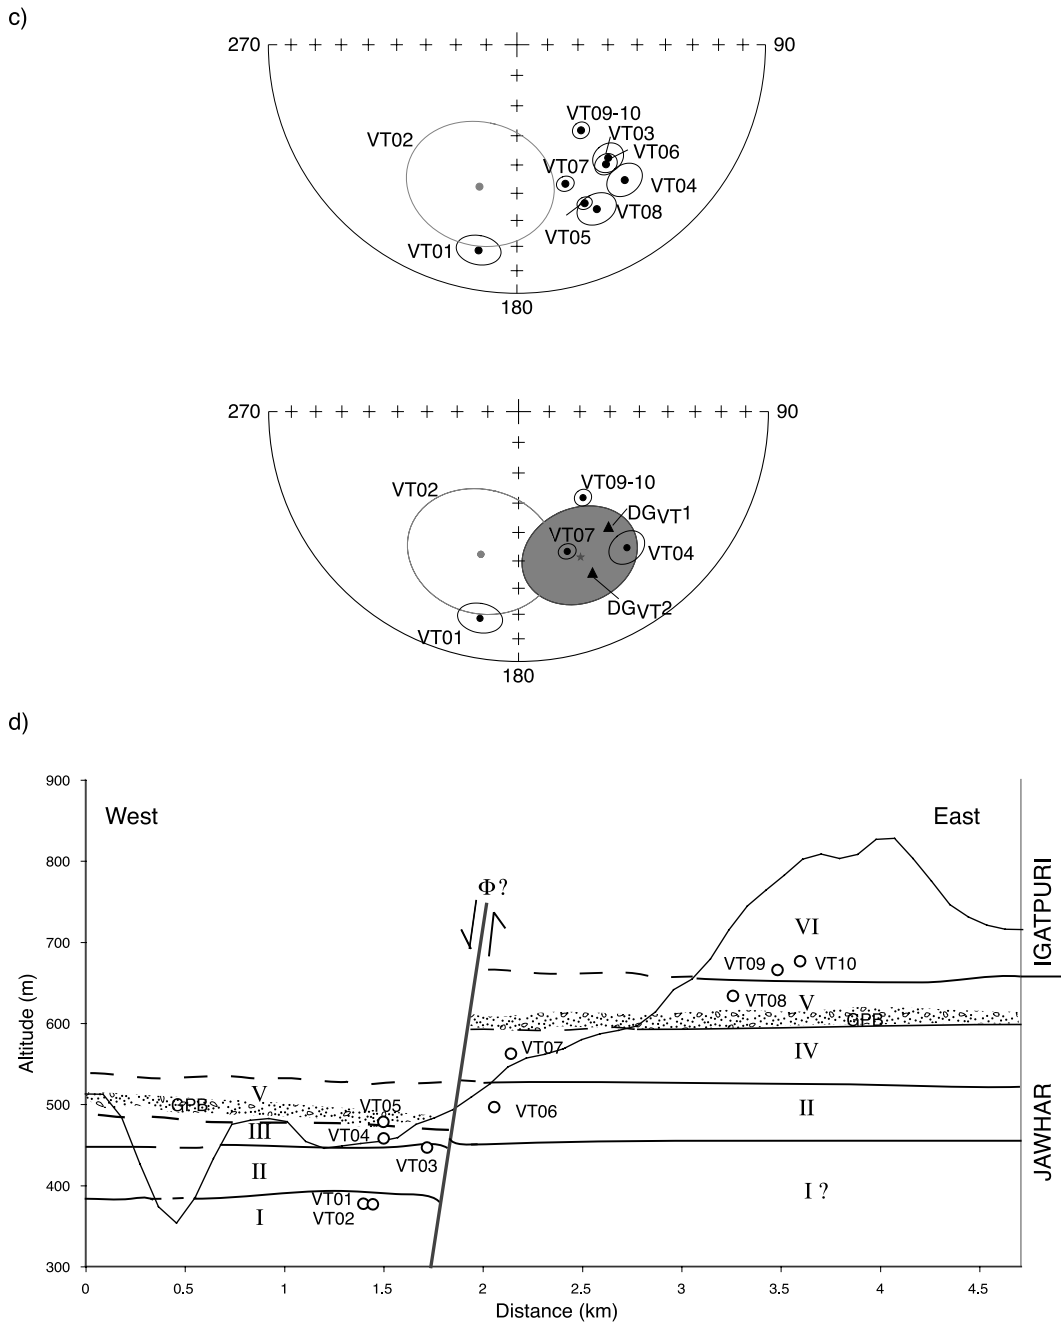 c)
270
90
VT09-10
VT03
VT02
VT06
VT07
VT04
VT08
VT05
VT01
180
270
90
VT09-10
VT02
DGVT1
VT07
VT04
DGVT2
VT01
180
d)
900
West
East
800
Φ ?
700
VI
VT09
VT10
VT08
V
600
GPB
VT07
IV
V
500
GPB
VT05
VT06
II
III
VT04
VT03
II
400
VT01
I ?
I
VT02
300
0
0.5
1
1.5
2
2.5
3
3.5
4
4.5
Distance (km)
Altitude (m)
IGATPURI
JAWHAR